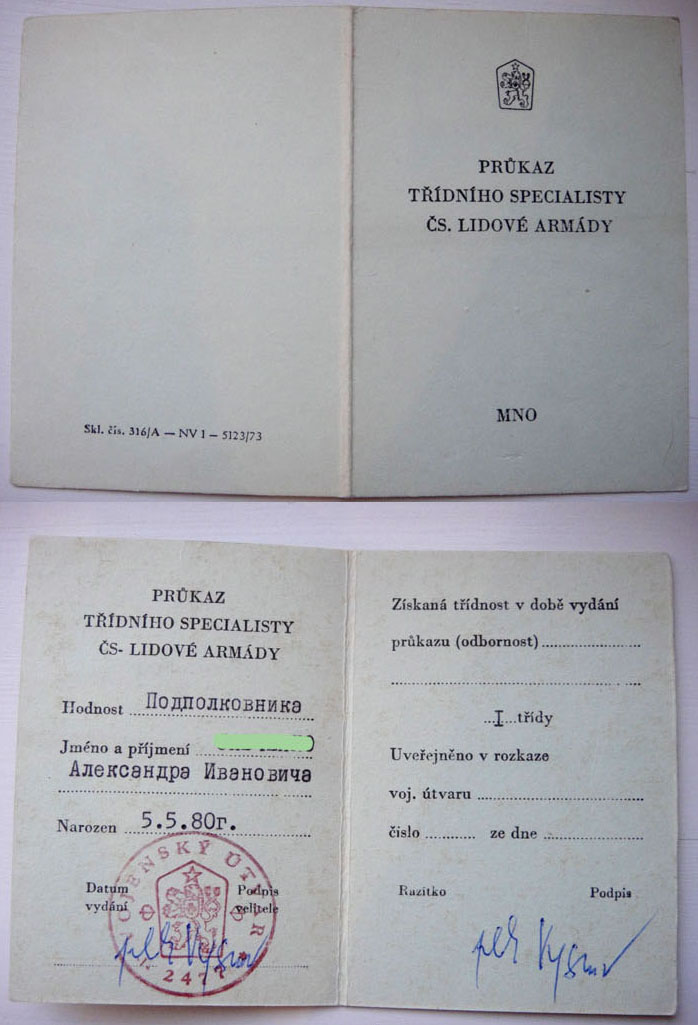 PRŮKAZ
TŘÍDNÍHO SPECIALISTY
ČS. LIDOVÉ ARMÁDY
MNO
Skl. čís. 316/A — NV 1 — 5123/73
PRŮKAZ
TŘÍDNÍHO SPECIALISTY
ČS- LIDOVÉ ARMÁDY
Hodnost Подполковника
Jméno a příjmení
Александра Ивановича
Narozen 5.5.80г.
Datum vydání
Podpis velitele
VOJENSKÝ ÚTVAR
Získaná třídnost v době vydání
průkazu (odbornost)
I třídy
Uveřejněno v rozkaze
voj. útvaru
číslo ze dne
Razítko Podpis